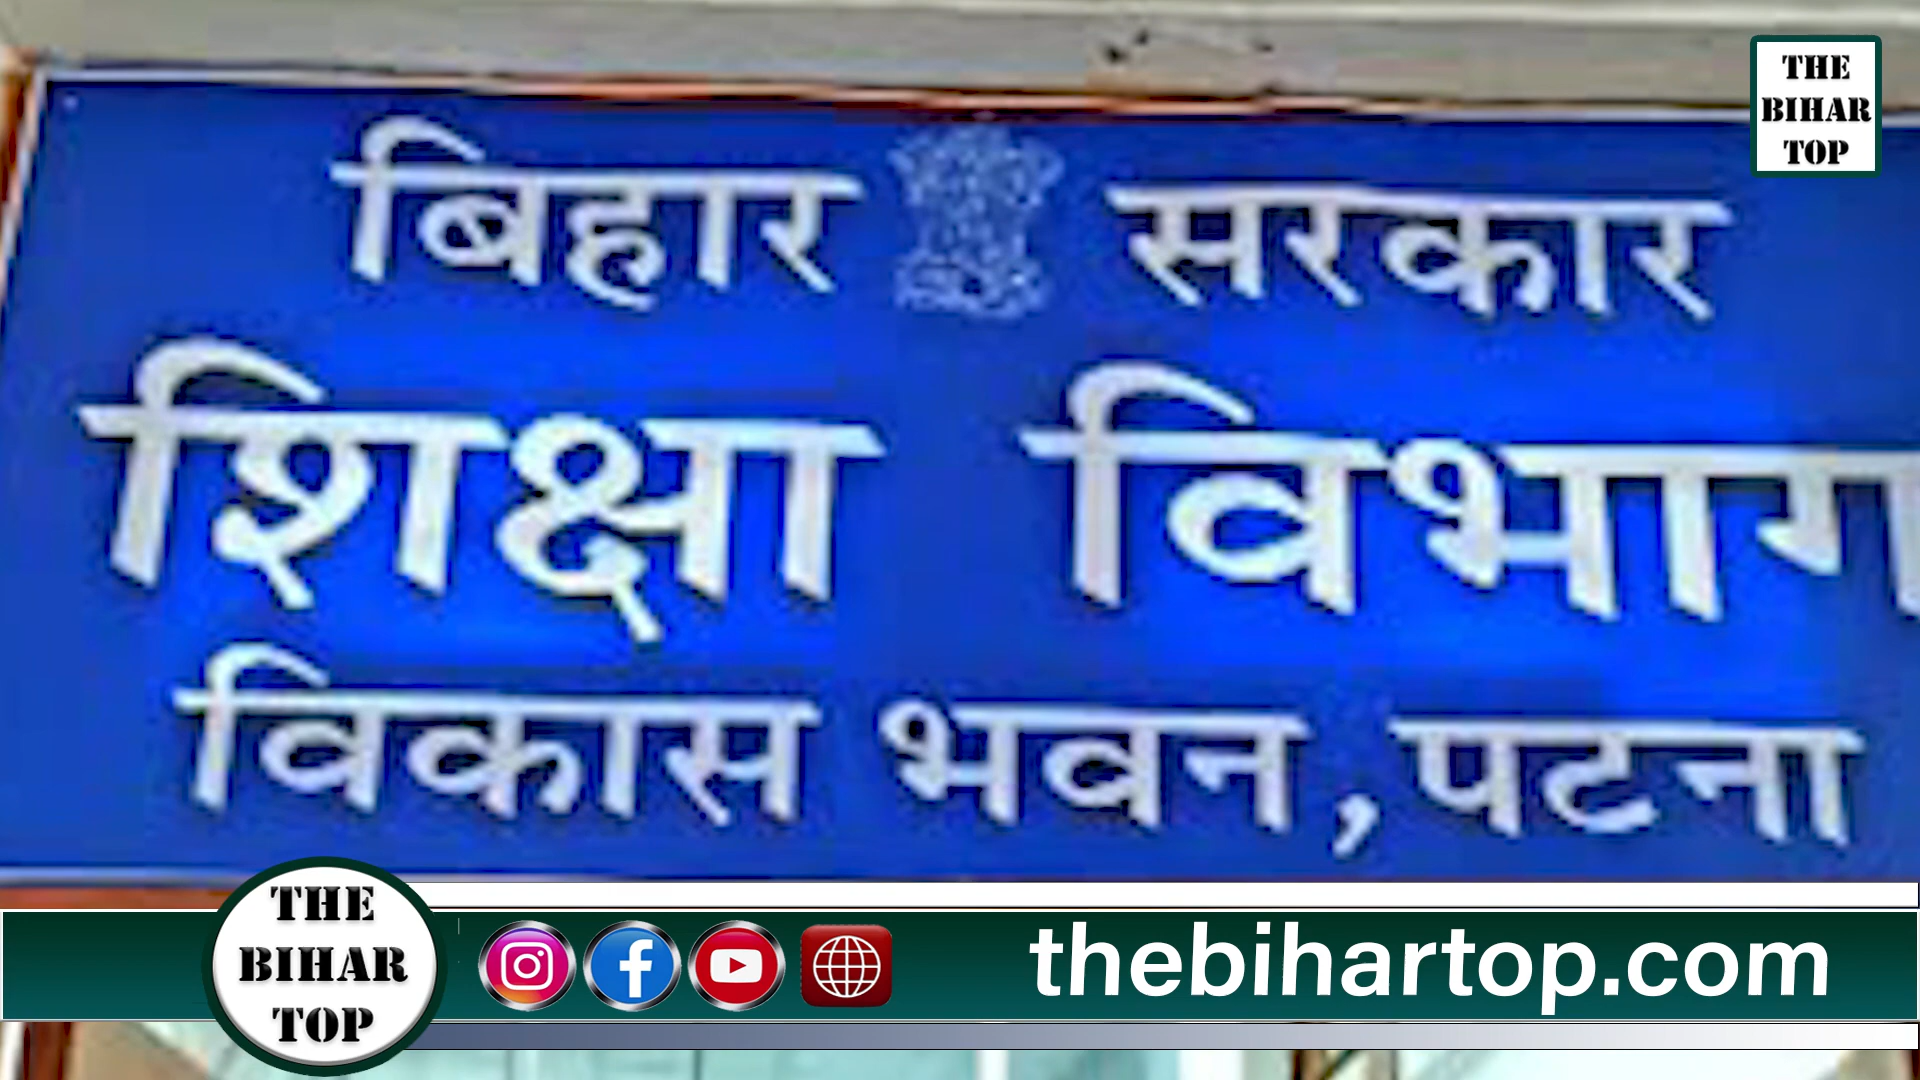 THE
BIHAR
TOP
बिहार सरकार
शिक्षा विभाग
विकास भवन, पटना
THE
BIHAR
TOP
thebihartop.com